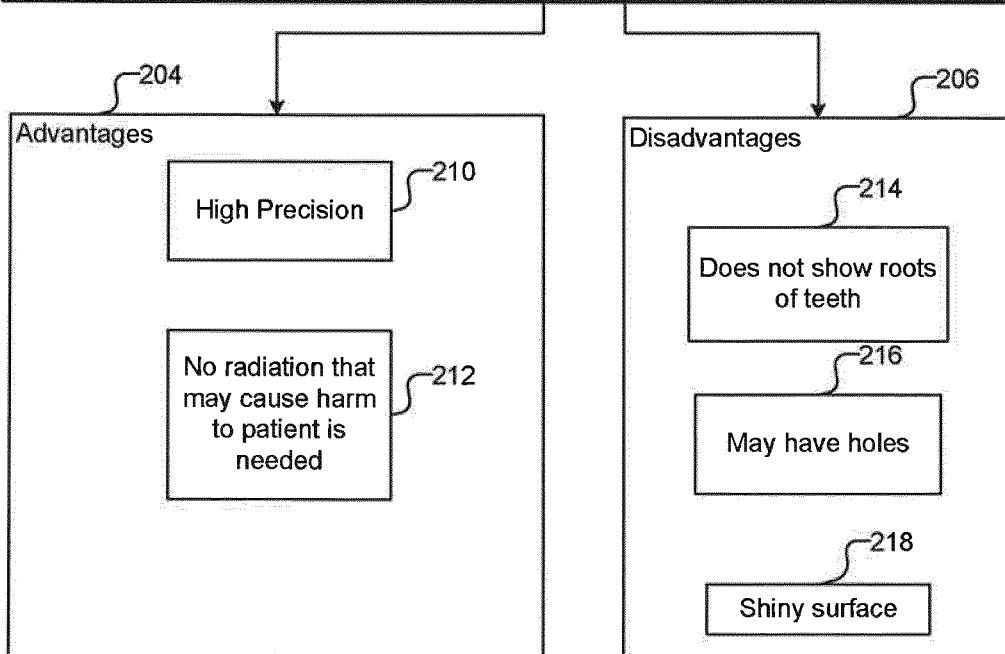 204
Advantages
210
High Precision
212
No radiation that
may cause harm
to patient is
needed
206
Disadvantages
214
Does not show roots
of teeth
216
May have holes
218
Shiny surface